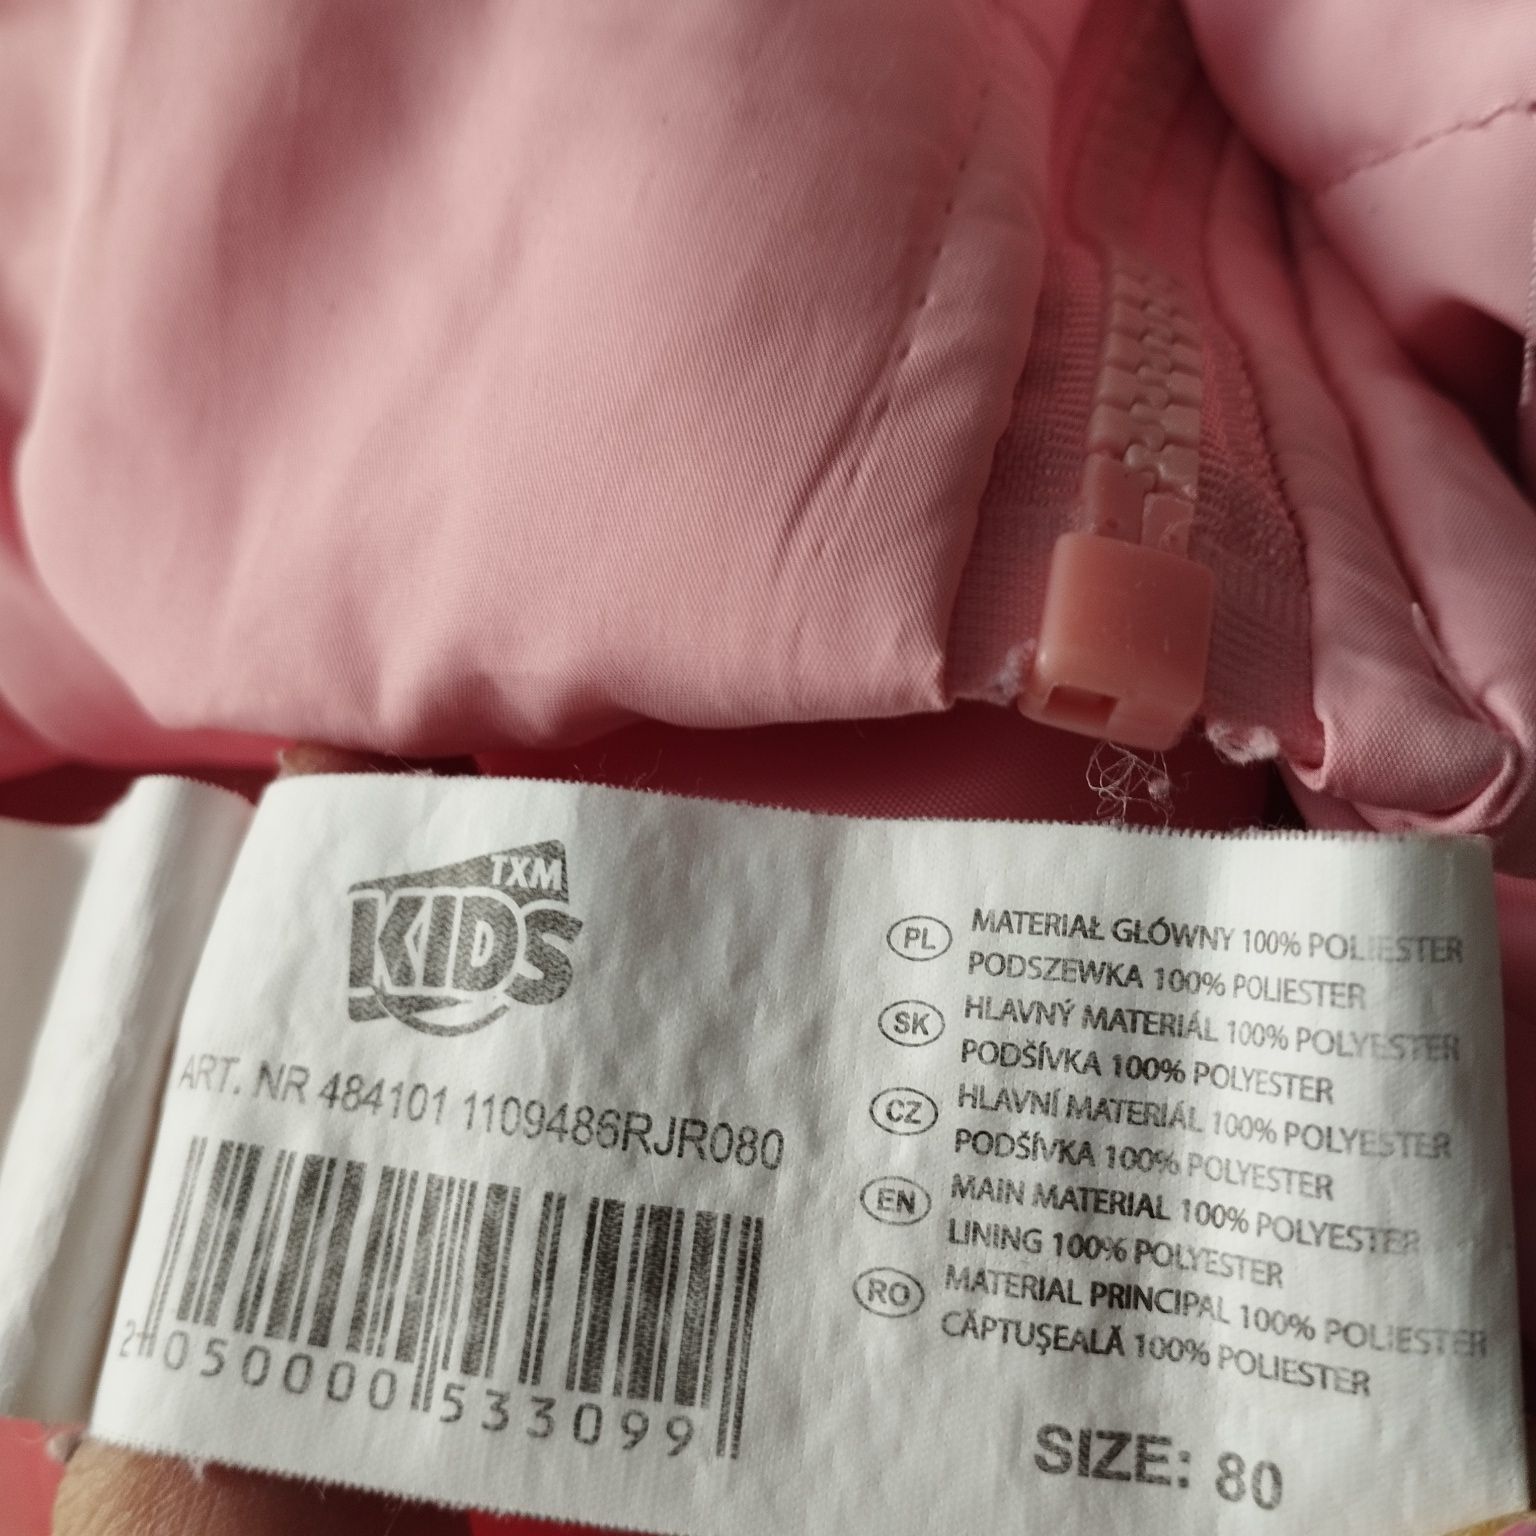 TXM
KIDS
ART. NR 484101 1109486RJR080
2 050000 533099
PL MATERIAŁ GLÓWNY 100% POLIESTER
PODSZEWKA 100% POLIESTER
SK HLAVNÝ MATERIÁL 100% POLYESTER
PODŠÍVKA 100% POLYESTER
CZ HLAVNÍ MATERIÁL 100% POLYESTER
PODŠÍVKA 100% POLYESTER
EN MAIN MATERIAL 100% POLYESTER
LINING 100% POLYESTER
RO MATERIAL PRINCIPAL 100% POLIESTER
CĂPTUŞEALĂ 100% POLIESTER
SIZE: 80